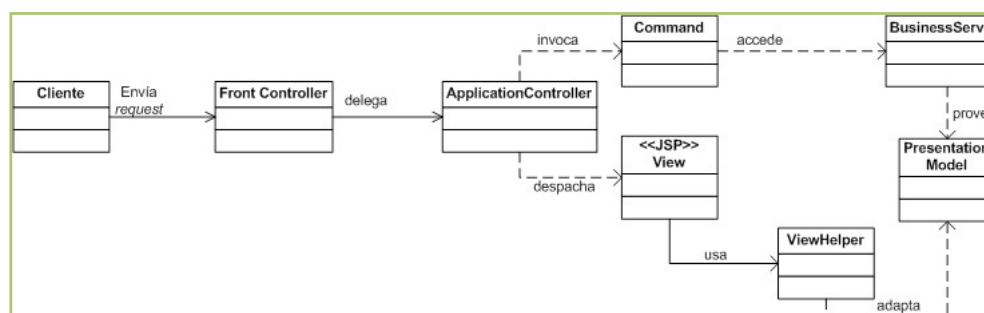 Command
BusinessServ
invoca
accede
Cliente
Envía
request
Front Controller
delega
ApplicationController
prove
<<JSP>>
View
Presentation
Model
despacha
ViewHelper
usa
adapta